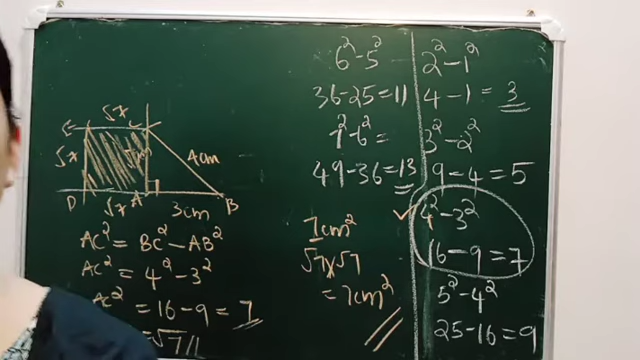 √7 C
E
√7 √7cm 4cm
D √7 A 3cm B
AC² = BC² - AB²
AC² = 4² - 3²
AC² = 16 - 9 = 7
= √7
7cm²
√7 x √7
= 7cm²
6² - 5²
36 - 25 = 11
7² - 6² =
49 - 36 = 13
2² - 1²
4 - 1 = 3
3² - 2²
9 - 4 = 5
✓ 4² - 3²
16 - 9 = 7
5² - 4²
25 - 16 = 9